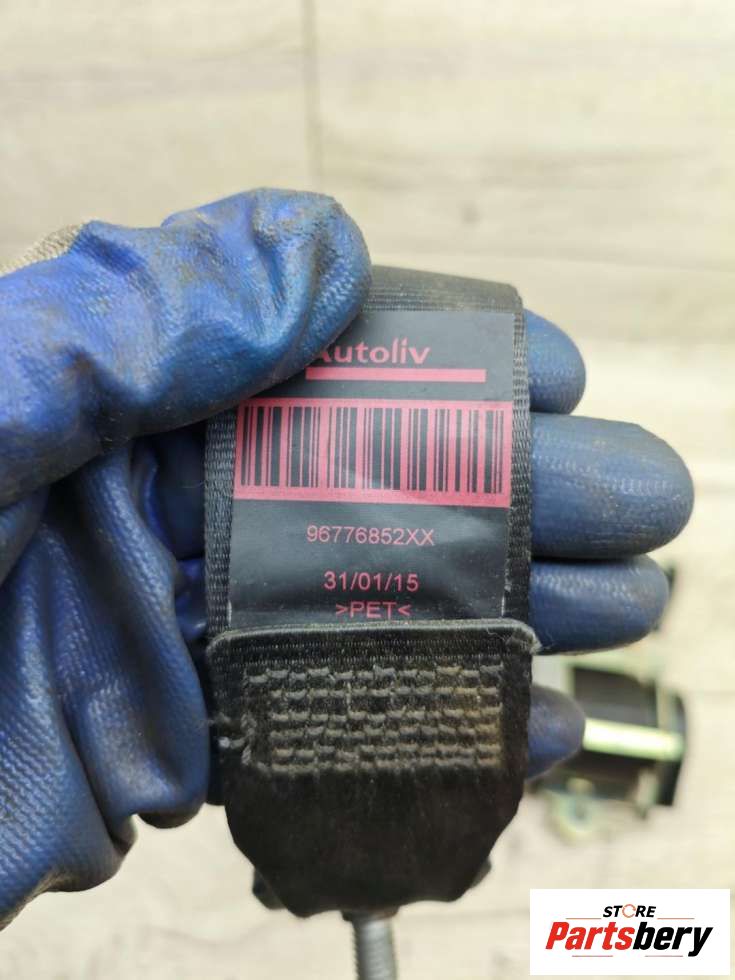 Autoliv
96776852XX
31/01/15
>PET<
STORE
Partsbery